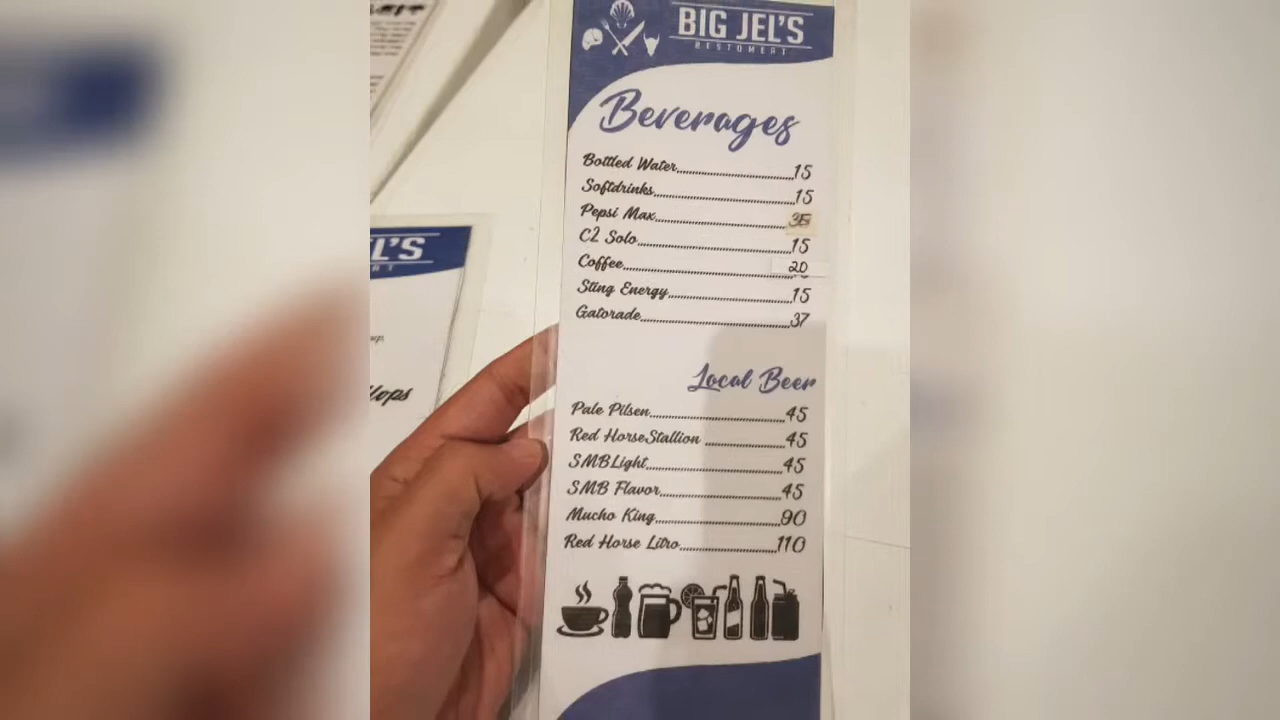 BIG JEL'S
RESTOMEAT
Beverages
Bottled Water 15
Softdrinks 15
Pepsi Max 35
C2 Solo 15
Coffee 20
Sting Energy 15
Gatorade 37
Local Beer
Pale Pilsen 45
Red HorseStallion 45
SMBLight 45
SMB Flavor 45
Mucho King 90
Red Horse Litro 110
L'S